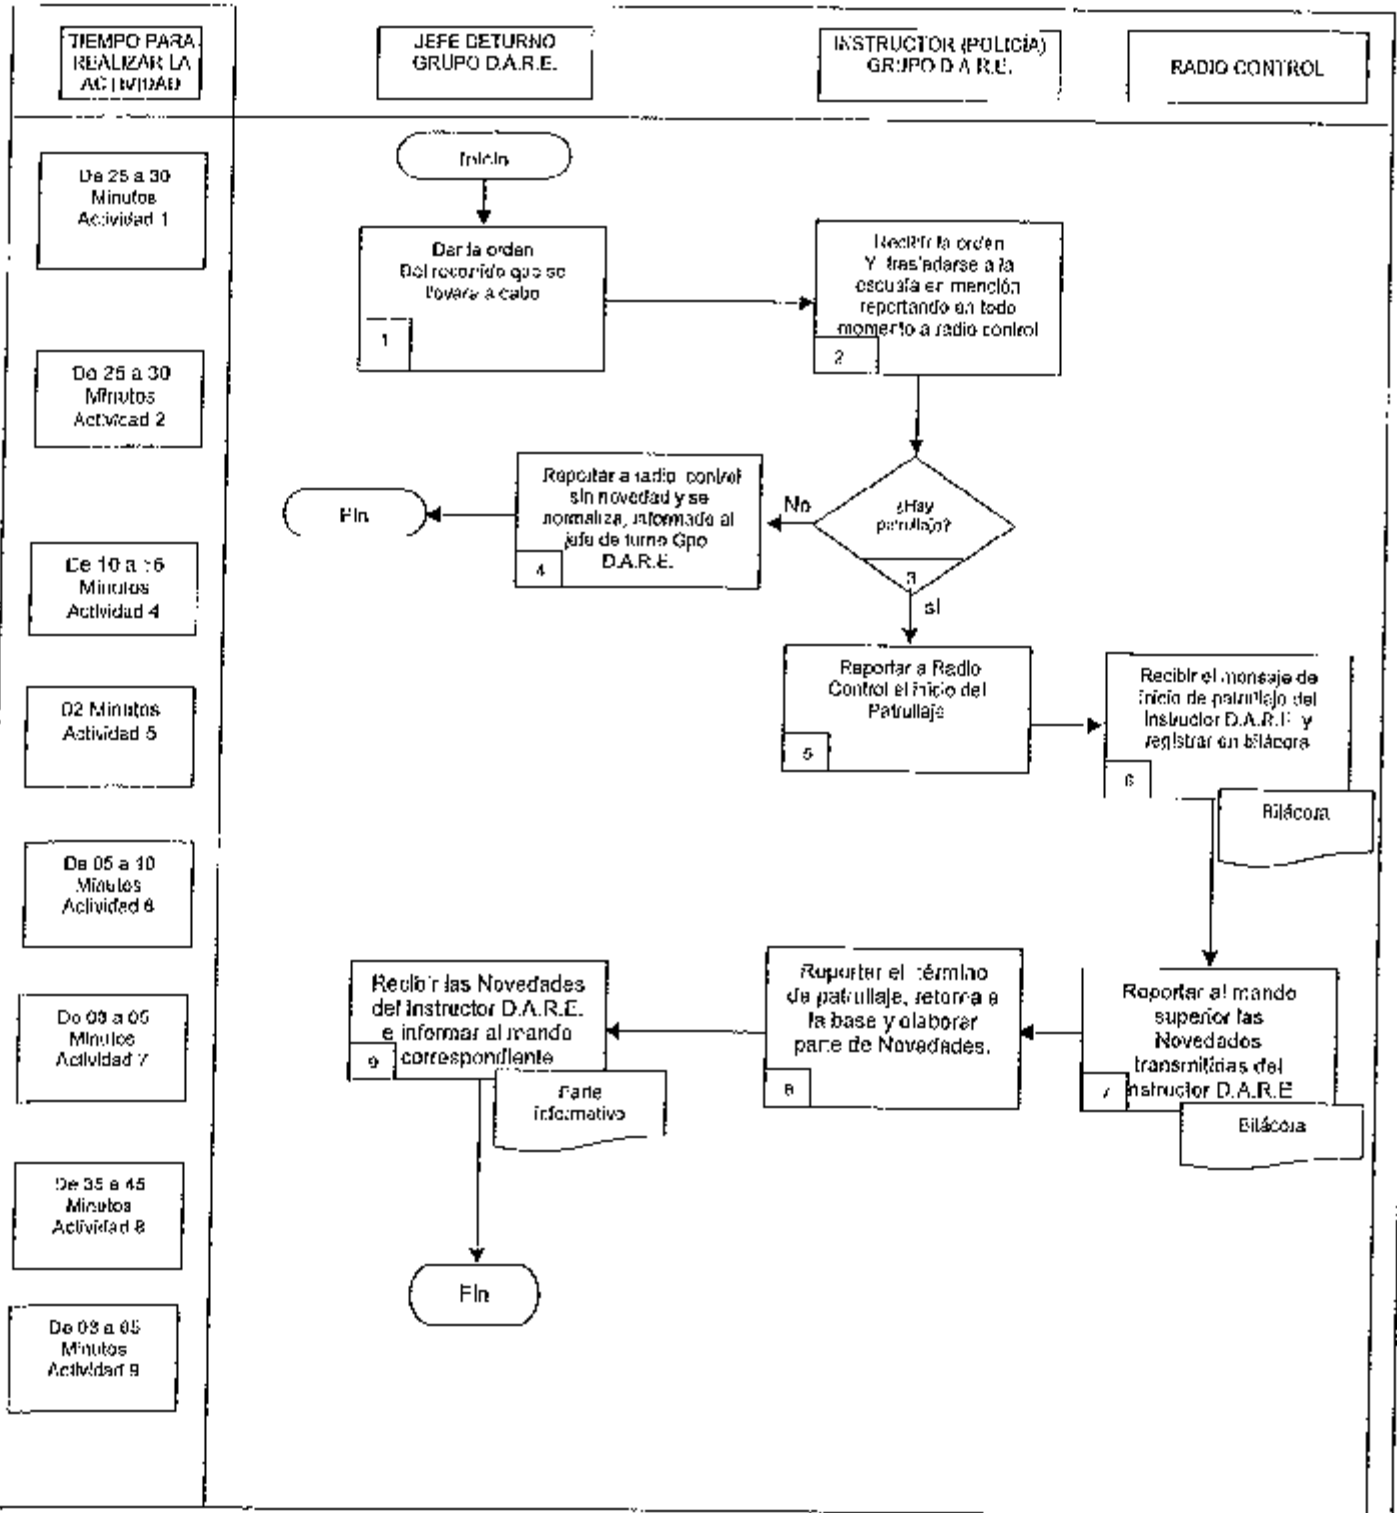 TIEMPO PARA
REALIZAR LA
ACTIVIDAD
JEFE DETURNO
GRUPO D.A.R.E.
INSTRUCTOR (POLICÍA)
GRUPO D.A.R.E.
RADIO CONTROL
De 25 a 30
Minutos
Actividad 1
Inicio
Dar la orden
Del recorrido que se
llevara a cabo
1
Recibir la orden
Y trasladarse a la
escuela en mención
reportando en todo
momento a radio control
2
De 25 a 30
Minutos
Actividad 2
¿Hay
patrullaje?
3
No
si
Reportar a radio control
sin novedad y se
normaliza, informado al
jefe de turno Gpo
D.A.R.E.
4
Fin
De 10 a 15
Minutos
Actividad 4
Reportar a Radio
Control el inicio del
Patrullaje
5
Recibir el mensaje de
inicio de patrullaje del
Instructor D.A.R.E. y
registrar en bitácora
6
Bitácora
02 Minutos
Actividad 5
De 05 a 10
Minutos
Actividad 6
Recibir las Novedades
del Instructor D.A.R.E.
e informar al mando
correspondiente
9
Parte
informativo
Reportar el término
de patrullaje, retorna a
la base y elaborar
parte de Novedades.
8
Reportar al mando
superior las
Novedades
transmitidas del
Instructor D.A.R.E
7
Bitácora
De 03 a 05
Minutos
Actividad 7
De 35 a 45
Minutos
Actividad 8
Fin
De 03 a 05
Minutos
Actividad 9